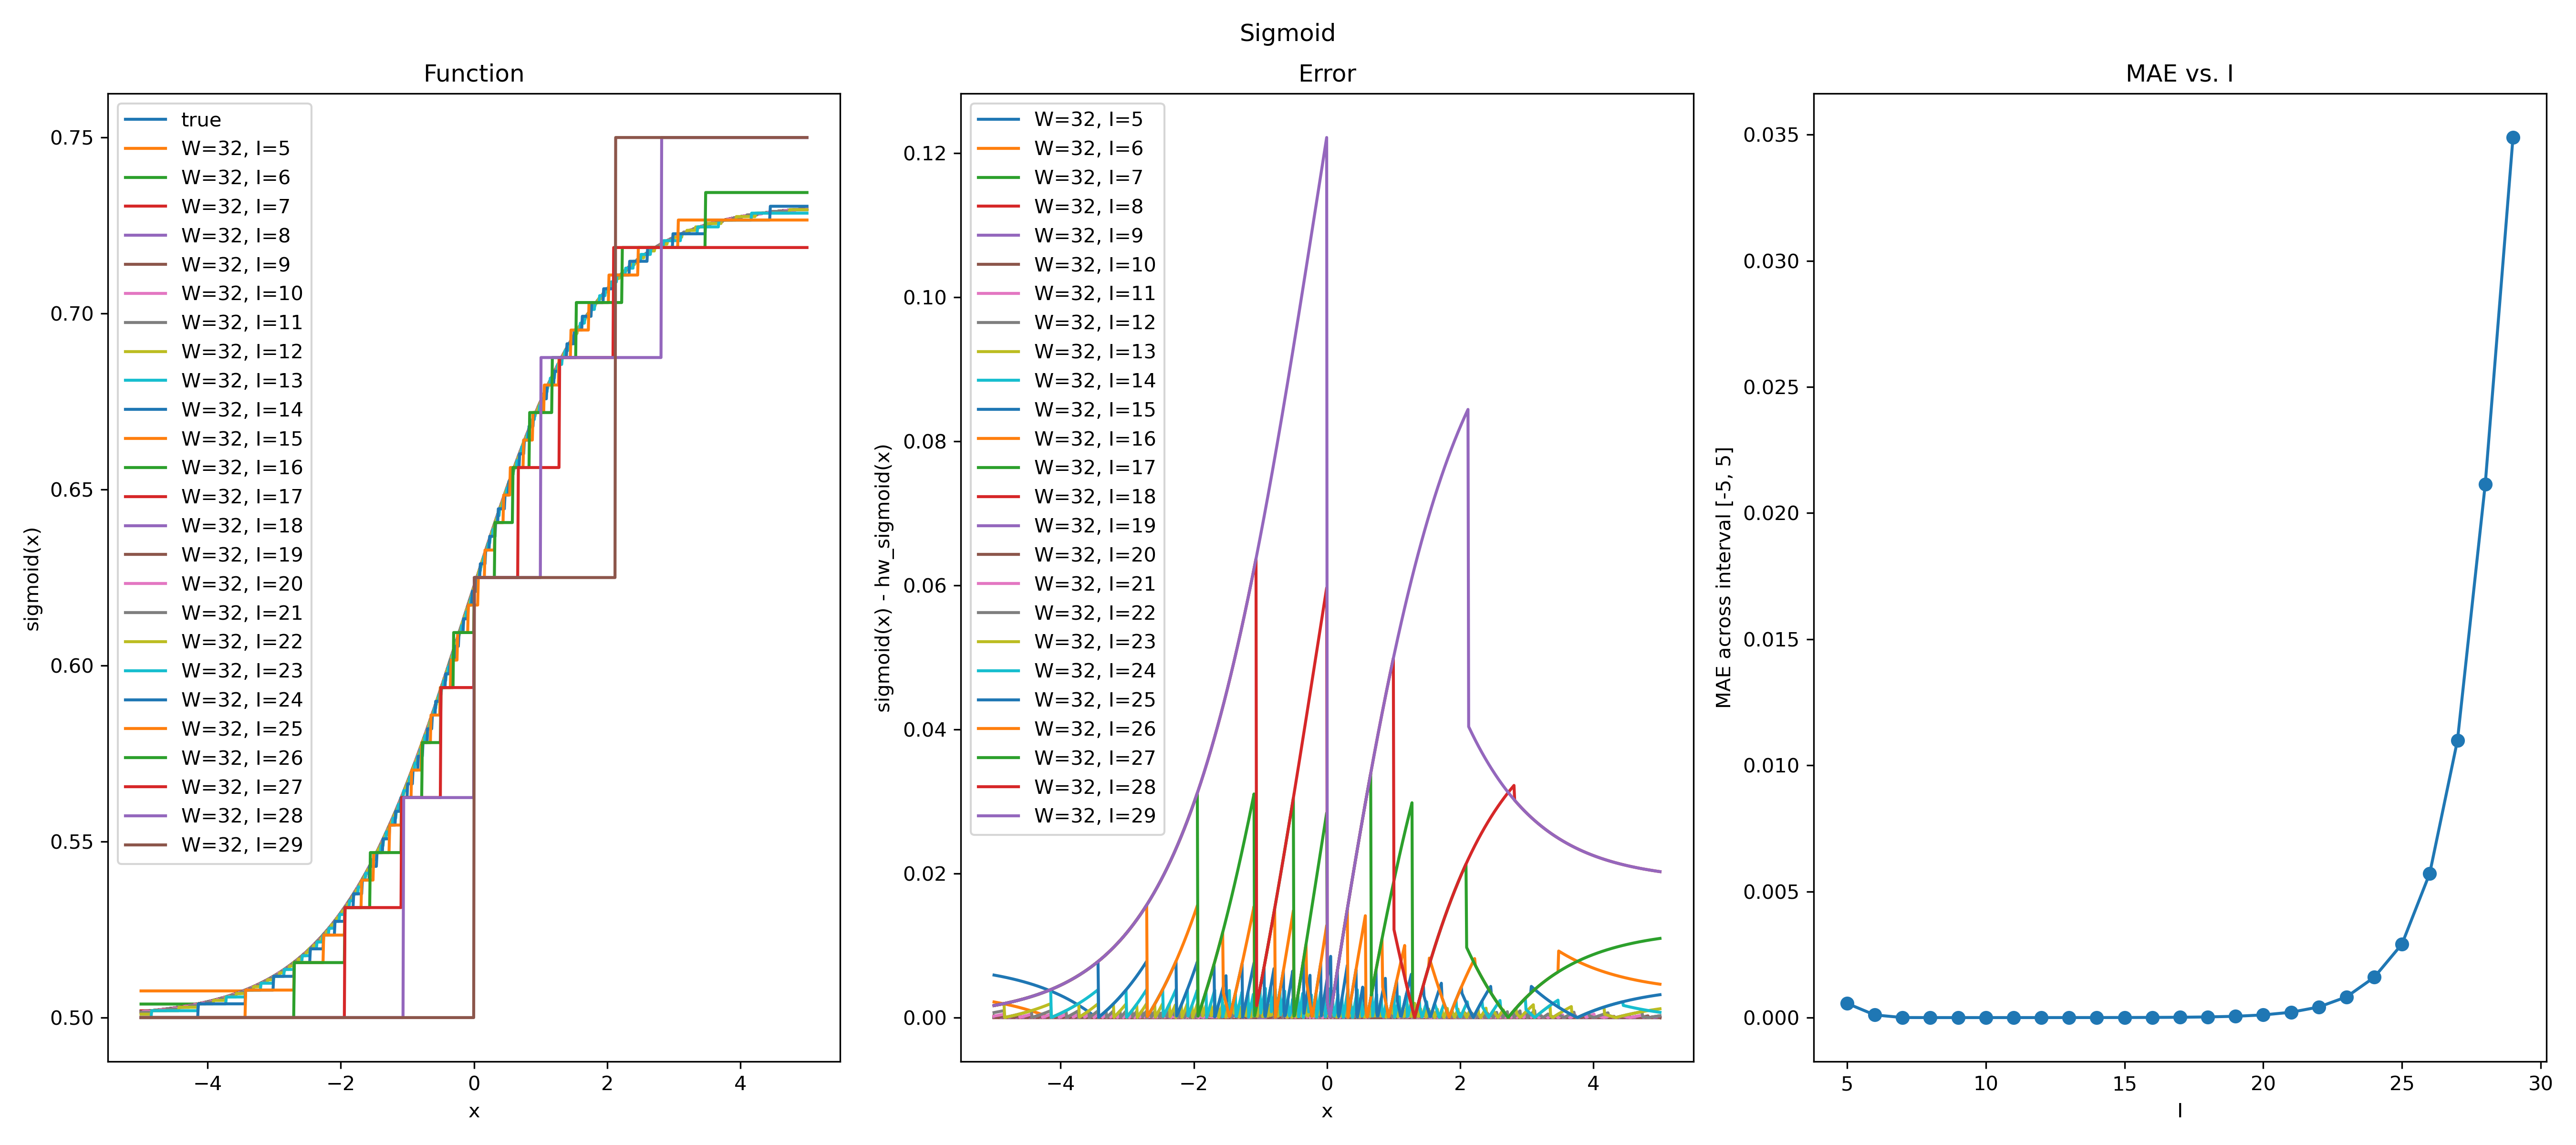 Sigmoid
Function
sigmoid(x)
0.75
0.70
0.65
0.60
0.55
0.50
true
W=32, I=5
W=32, I=6
W=32, I=7
W=32, I=8
W=32, I=9
W=32, I=10
W=32, I=11
W=32, I=12
W=32, I=13
W=32, I=14
W=32, I=15
W=32, I=16
W=32, I=17
W=32, I=18
W=32, I=19
W=32, I=20
W=32, I=21
W=32, I=22
W=32, I=23
W=32, I=24
W=32, I=25
W=32, I=26
W=32, I=27
W=32, I=28
W=32, I=29
−4 −2 0 2 4
x
Error
sigmoid(x) - hw_sigmoid(x)
0.12
0.10
0.08
0.06
0.04
0.02
0.00
W=32, I=5
W=32, I=6
W=32, I=7
W=32, I=8
W=32, I=9
W=32, I=10
W=32, I=11
W=32, I=12
W=32, I=13
W=32, I=14
W=32, I=15
W=32, I=16
W=32, I=17
W=32, I=18
W=32, I=19
W=32, I=20
W=32, I=21
W=32, I=22
W=32, I=23
W=32, I=24
W=32, I=25
W=32, I=26
W=32, I=27
W=32, I=28
W=32, I=29
−4 −2 0 2 4
x
MAE vs. I
MAE across interval [-5, 5]
0.035
0.030
0.025
0.020
0.015
0.010
0.005
0.000
5 10 15 20 25 30
I